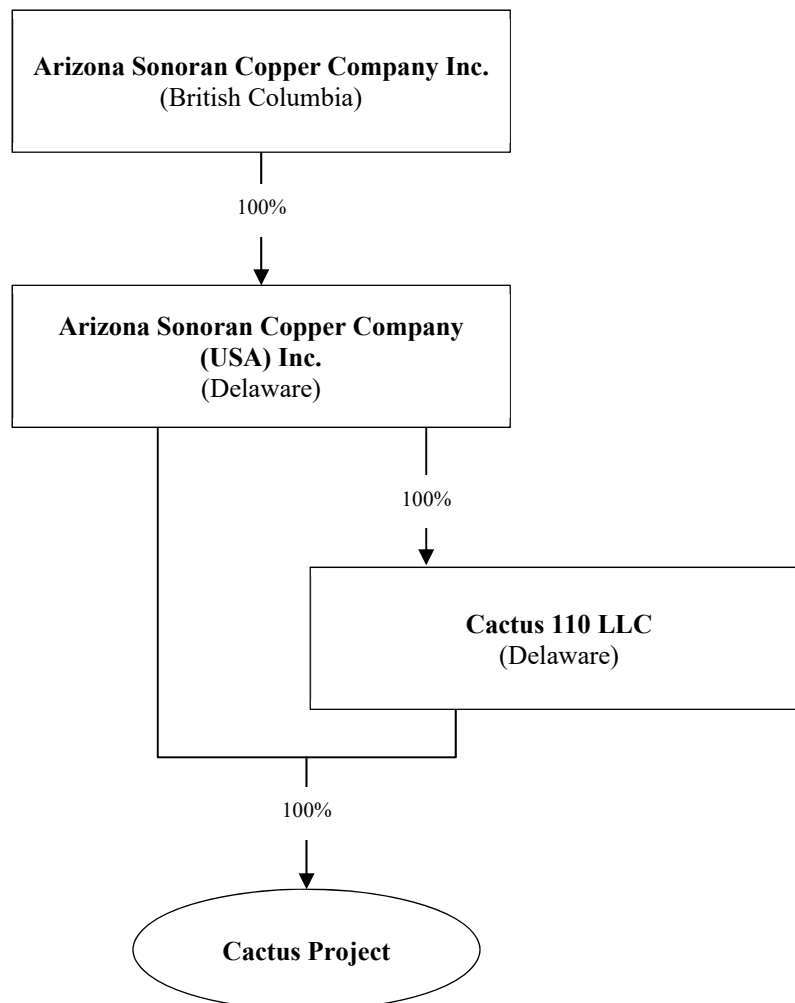 Arizona Sonoran Copper Company Inc.
(British Columbia)
100%
Arizona Sonoran Copper Company
(USA) Inc.
(Delaware)
100%
Cactus 110 LLC
(Delaware)
100%
Cactus Project